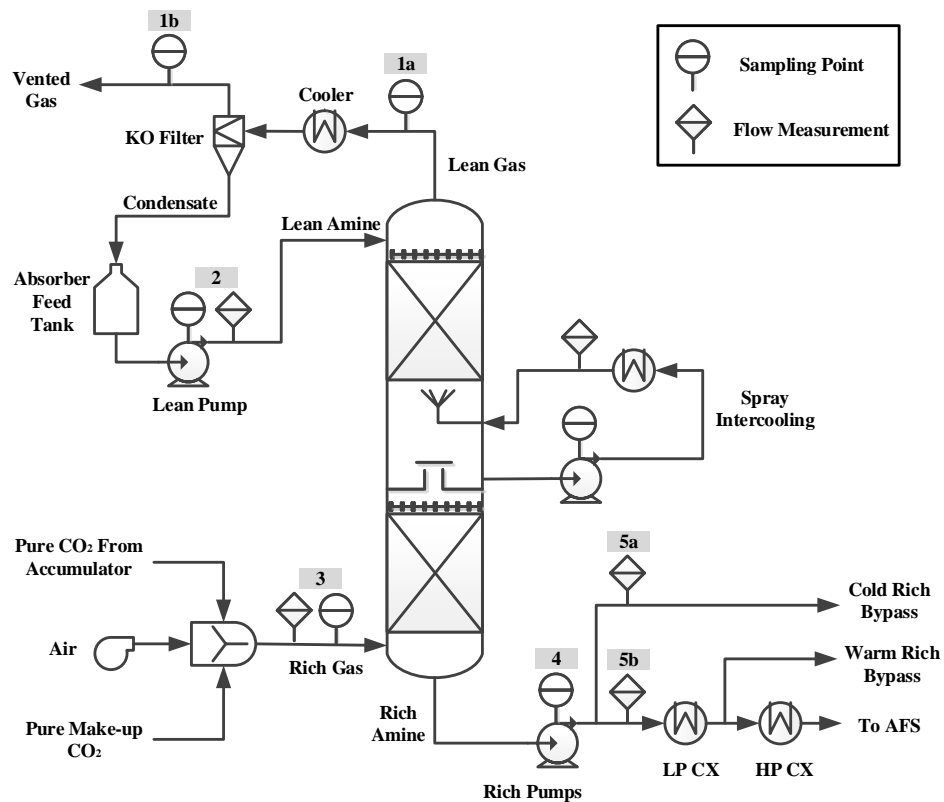 1b
1a
Sampling Point
Flow Measurement
Vented
Gas
Cooler
KO Filter
Lean Gas
Condensate
Lean Amine
Absorber
Feed
Tank
2
Lean Pump
Spray
Intercooling
Pure CO₂ From
Accumulator
3
Air
Rich Gas
Pure Make-up
CO₂
5a
Cold Rich
Bypass
4
5b
Warm Rich
Bypass
Rich
Amine
To AFS
LP CX
HP CX
Rich Pumps